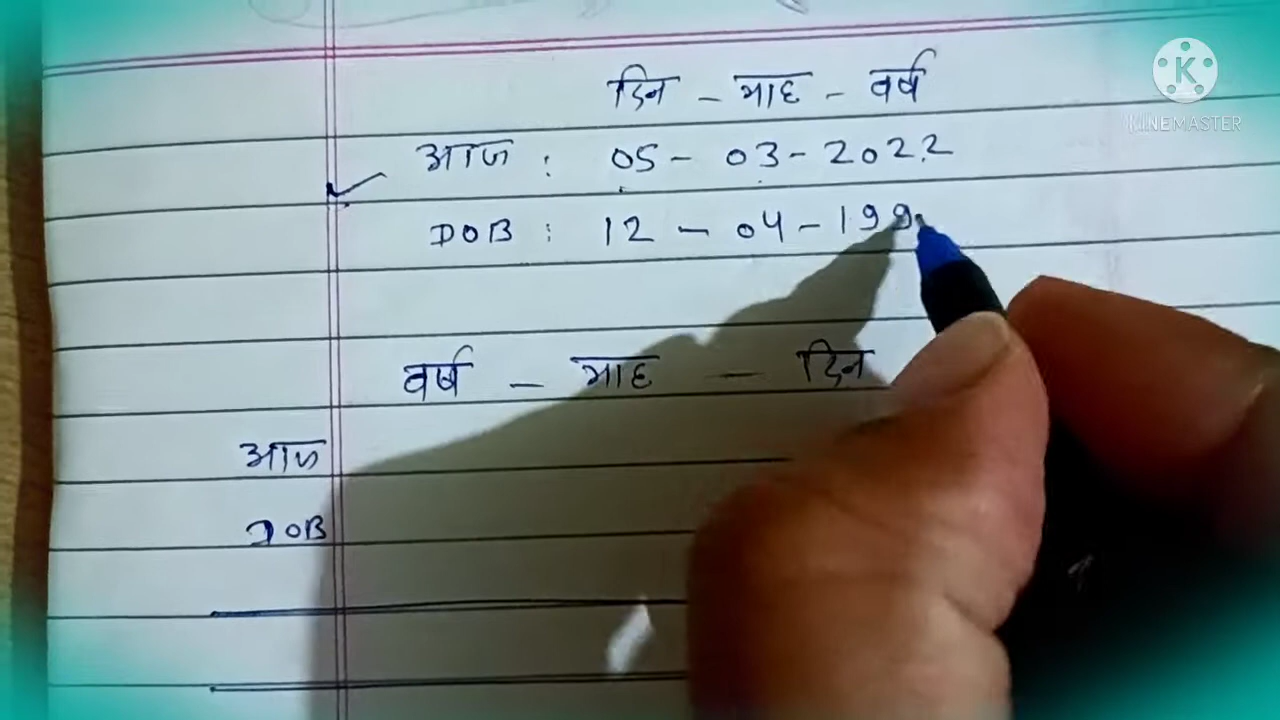 दिन - माह - वर्ष
आज : 05 - 03 - 2022
DOB : 12 - 04 - 199
वर्ष - माह - दिन
आज
DOB
K
KINEMASTER